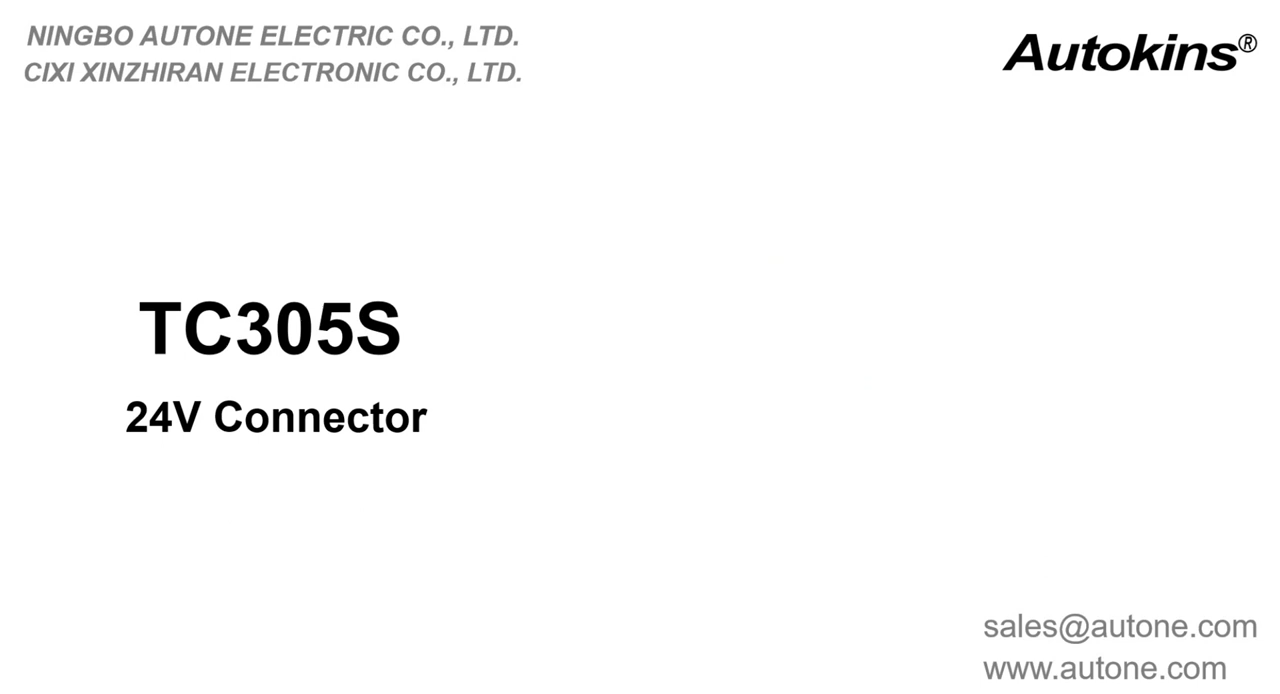 NINGBO AUTONE ELECTRIC CO., LTD.
CIXI XINZHIRAN ELECTRONIC CO., LTD.
Autokins®
TC305S
24V Connector
sales@autone.com
www.autone.com